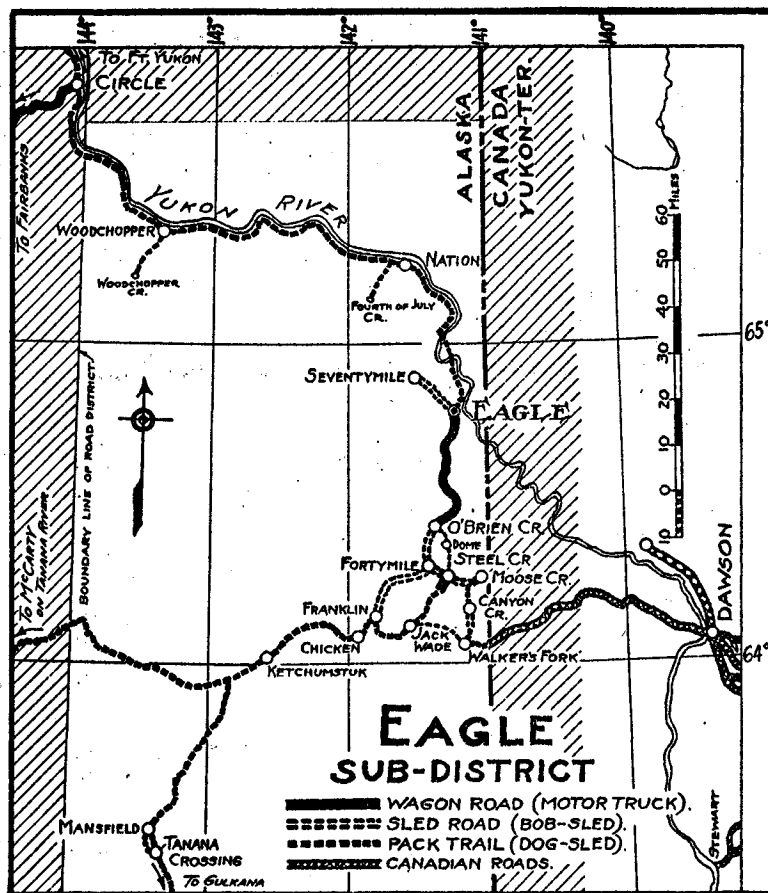 144°
143
142
141°
140
TO FT. YUKON
CIRCLE
TO FAIRBANKS
ALASKA
CANADA
YUKON-TER.
MILES
60
50
40
30
20
10
0
10
YUKON RIVER
WOODCHOPPER
WOODCHOPPER
CR.
NATION
FOURTH OF JULY
CR.
65°
SEVENTYMILE
EAGLE
BOUNDARY LINE OF ROAD DISTRICT
O'BRIEN CR.
DOME
STEEL CR
FORTYMILE
MOOSE CR.
CANYON
CR.
FRANKLIN
CHICKEN
JACK
WADE
WALKER'S FORK
KETCHUMSTUK
TO MCCARTY
ON TANANA RIVER.
DAWSON
64°
EAGLE
SUB-DISTRICT
WAGON ROAD (MOTOR TRUCK).
SLED ROAD (BOB-SLED).
PACK TRAIL (DOG-SLED).
CANADIAN ROADS.
MANSFIELD
TANANA
CROSSING
TO GULKANA
STEWART